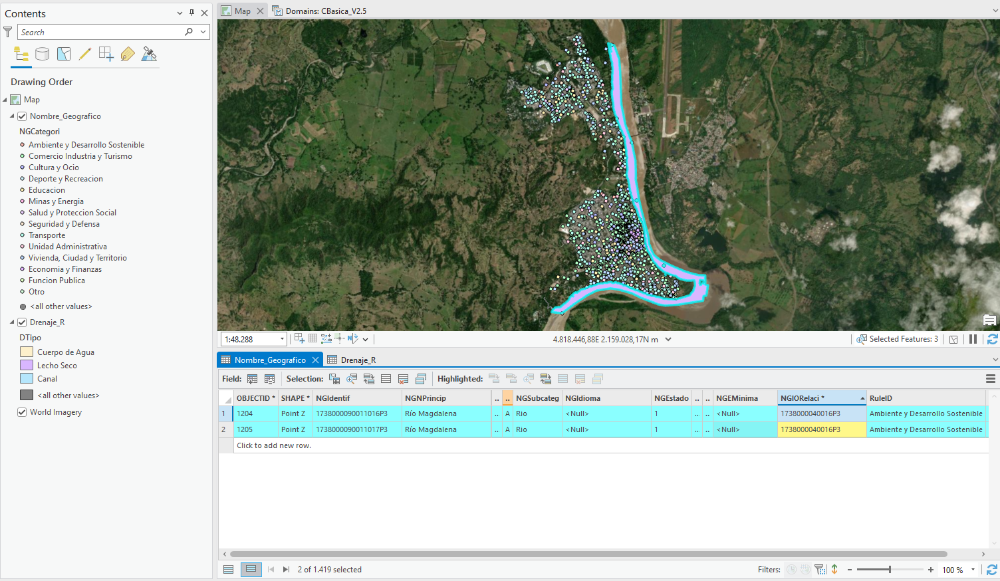 Contents
Search
Drawing Order
Map
Nombre_Geografico
NGCategori
Ambiente y Desarrollo Sostenible
Comercio Industria y Turismo
Cultura y Ocio
Deporte y Recreacion
Educacion
Minas y Energia
Salud y Proteccion Social
Seguridad y Defensa
Transporte
Unidad Administrativa
Vivienda, Ciudad y Territorio
Economia y Finanzas
Funcion Publica
Otro
<all other values>
Drenaje_R
DTipo
Cuerpo de Agua
Lecho Seco
Canal
<all other values>
World Imagery
Map Domains: CBasica_V2.5
1:48.288 4.818.446,88E 2.159.028,17N m Selected Features: 3
Nombre_Geografico Drenaje_R
Field: Selection: Highlighted:
OBJECTID * SHAPE * NGIdentif NGNPrincip .. .. NGSubcateg NGIdioma NGEstado .. .. NGEMinima NGIORelaci * RuleID
1 1204 Point Z 1738000090011016P3 Río Magdalena .. A Rio <Null> 1 .. .. <Null> 1738000040016P3 Ambiente y Desarrollo Sostenible
2 1205 Point Z 1738000090011017P3 Río Magdalena .. A Rio <Null> 1 .. .. <Null> 1738000040016P3 Ambiente y Desarrollo Sostenible
Click to add new row.
2 of 1.419 selected Filters: 100 %